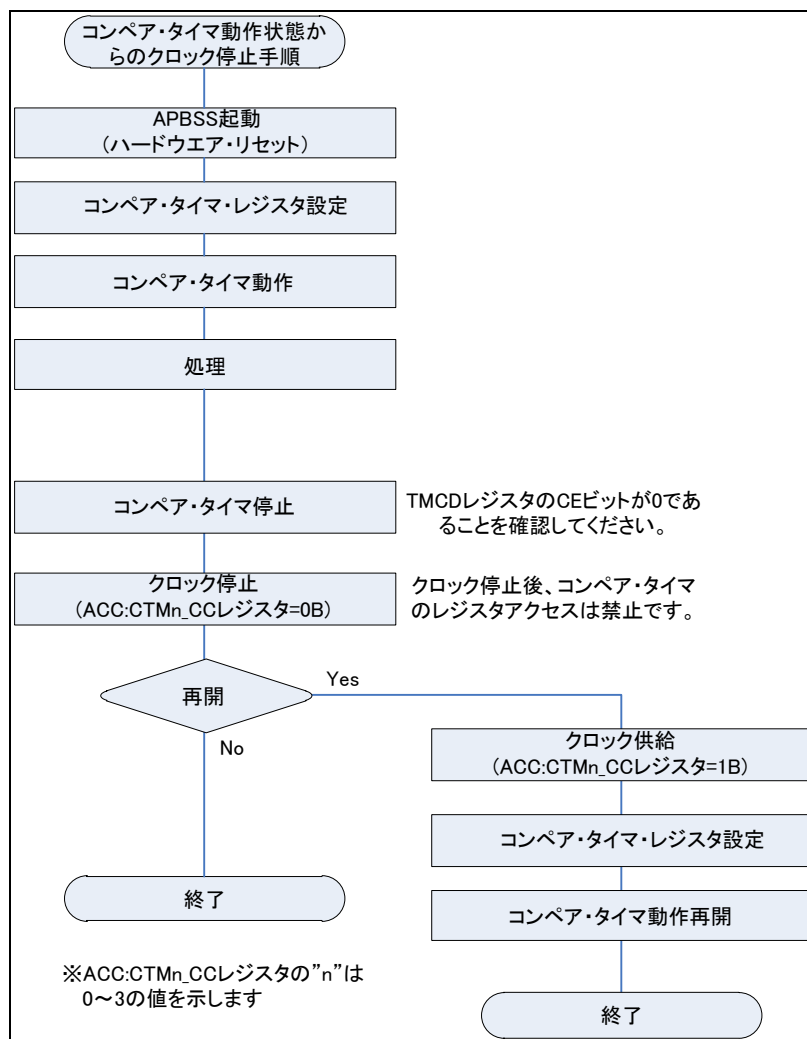 コンペア・タイマ動作状態か
らのクロック停止手順
APBSS起動
(ハードウエア・リセット)
コンペア・タイマ・レジスタ設定
コンペア・タイマ動作
処理
コンペア・タイマ停止
TMCDレジスタのCEビットが0であ
ることを確認してください。
クロック停止
(ACC:CTMn_CCレジスタ=0B)
クロック停止後、コンペア・タイマ
のレジスタアクセスは禁止です。
再開
Yes
No
クロック供給
(ACC:CTMn_CCレジスタ=1B)
コンペア・タイマ・レジスタ設定
コンペア・タイマ動作再開
終了
終了
※ACC:CTMn_CCレジスタの”n”は
0～3の値を示します